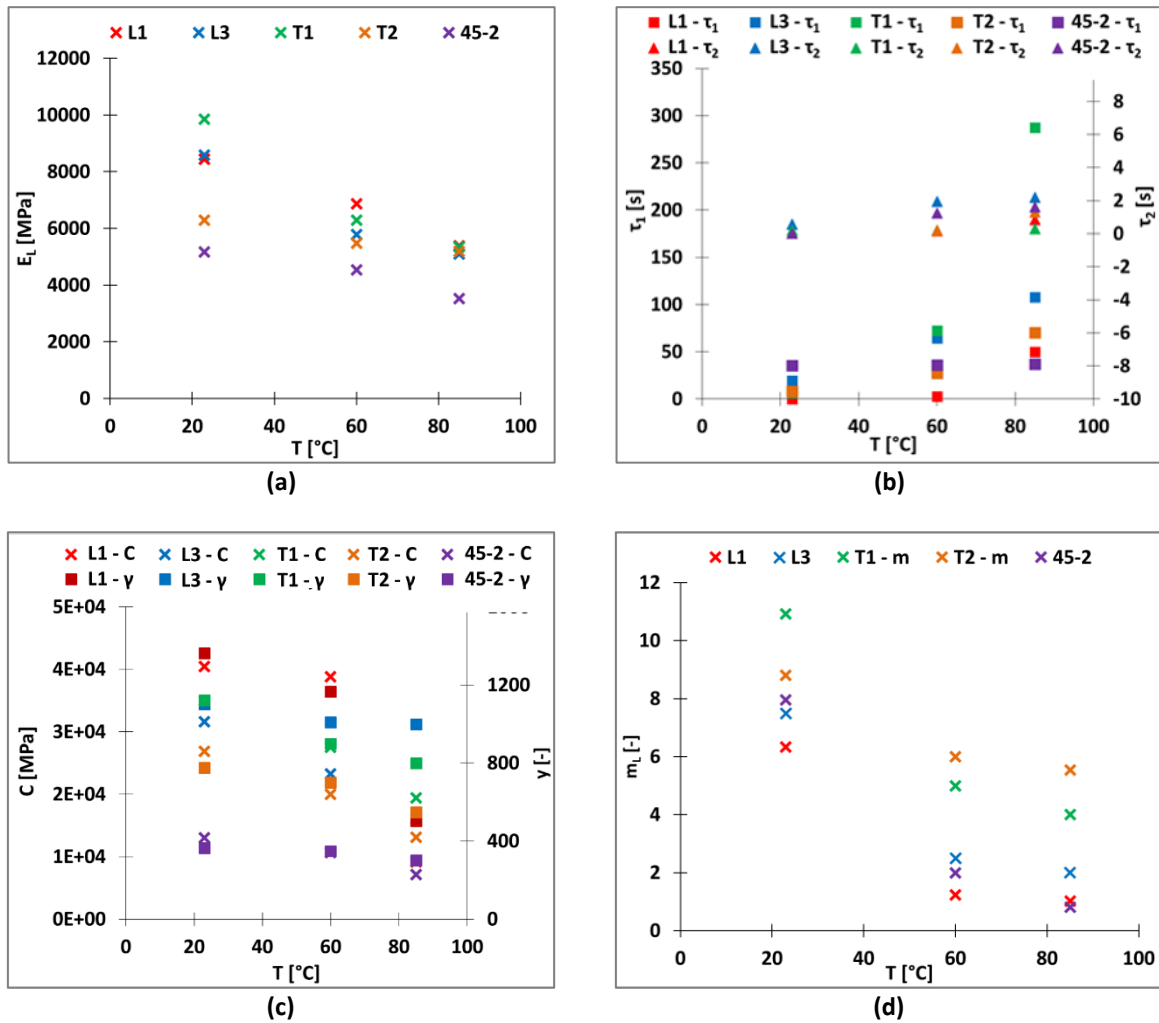 L1 L3 T1 T2 45-2
12000
10000
8000
6000
4000
2000
0
E_L [MPa]
0 20 40 60 80 100
T [°C]
(a)
L1 - τ₁ L3 - τ₁ T1 - τ₁ T2 - τ₁ 45-2 - τ₁
L1 - τ₂ L3 - τ₂ T1 - τ₂ T2 - τ₂ 45-2 - τ₂
350
300
250
200
150
100
50
0
τ₁ [s]
8
6
4
2
0
-2
-4
-6
-8
-10
τ₂ [s]
0 20 40 60 80 100
T [°C]
(b)
L1 - C L3 - C T1 - C T2 - C 45-2 - C
L1 - γ L3 - γ T1 - γ T2 - γ 45-2 - γ
5E+04
4E+04
3E+04
2E+04
1E+04
0E+00
C [MPa]
1200
800
400
0
γ [-]
0 20 40 60 80 100
T [°C]
(c)
L1 L3 T1 - m T2 - m 45-2
12
10
8
6
4
2
0
m_L [-]
0 20 40 60 80 100
T [°C]
(d)